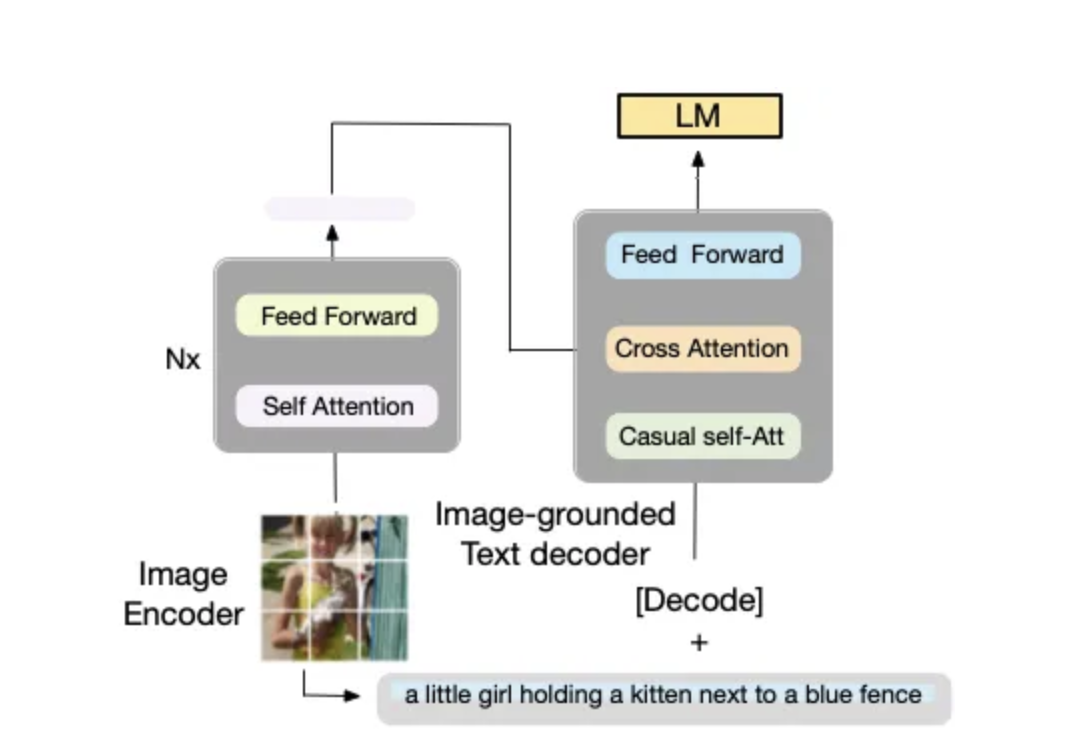 LM
Feed Forward
Feed Forward
Cross Attention
Nx
Self Attention
Casual self-Att
Image-grounded
Text decoder
Image
Encoder
[Decode]
+
a little girl holding a kitten next to a blue fence